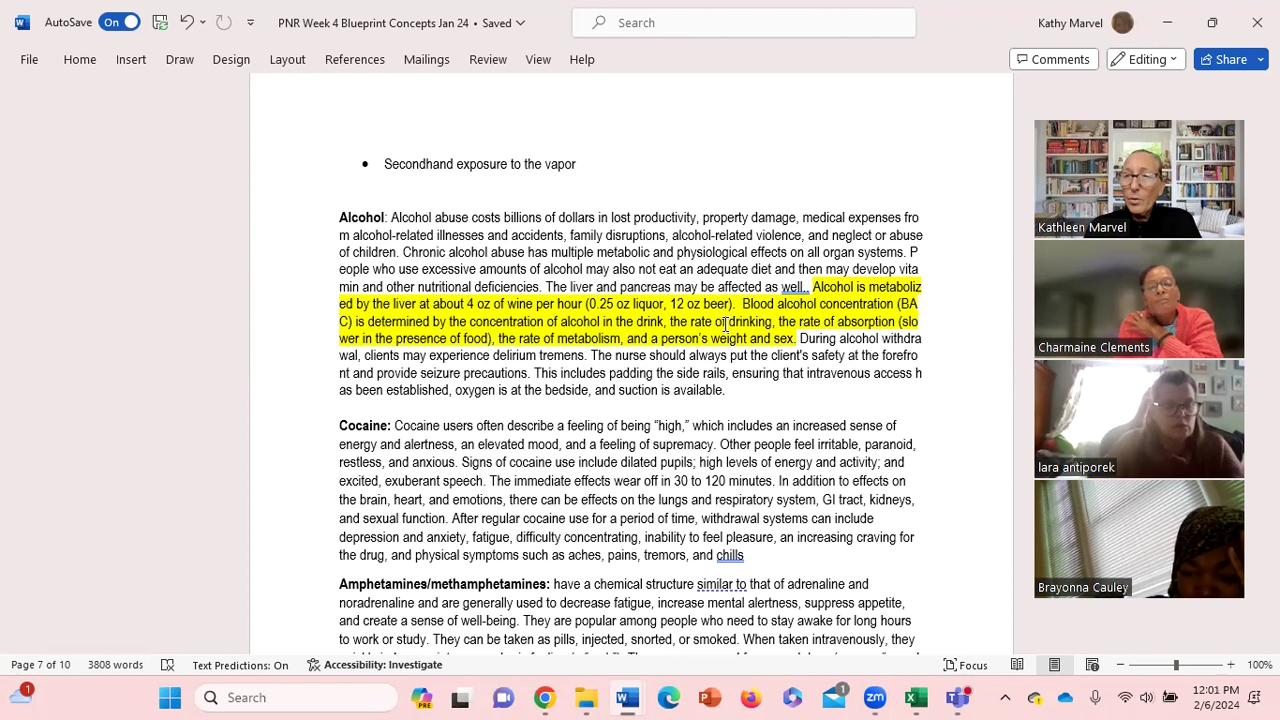 AutoSave On PNR Week 4 Blueprint Concepts Jan 24 • Saved Search Kathy Marvel
File Home Insert Draw Design Layout References Mailings Review View Help Comments Editing Share
• Secondhand exposure to the vapor
Alcohol: Alcohol abuse costs billions of dollars in lost productivity, property damage, medical expenses fro
m alcohol-related illnesses and accidents, family disruptions, alcohol-related violence, and neglect or abuse
of children. Chronic alcohol abuse has multiple metabolic and physiological effects on all organ systems. P
eople who use excessive amounts of alcohol may also not eat an adequate diet and then may develop vita
min and other nutritional deficiencies. The liver and pancreas may be affected as well.. Alcohol is metaboliz
ed by the liver at about 4 oz of wine per hour (0.25 oz liquor, 12 oz beer). Blood alcohol concentration (BA
C) is determined by the concentration of alcohol in the drink, the rate of drinking, the rate of absorption (slo
wer in the presence of food), the rate of metabolism, and a person's weight and sex. During alcohol withdra
wal, clients may experience delirium tremens. The nurse should always put the client's safety at the forefro
nt and provide seizure precautions. This includes padding the side rails, ensuring that intravenous access h
as been established, oxygen is at the bedside, and suction is available.
Cocaine: Cocaine users often describe a feeling of being “high,” which includes an increased sense of
energy and alertness, an elevated mood, and a feeling of supremacy. Other people feel irritable, paranoid,
restless, and anxious. Signs of cocaine use include dilated pupils; high levels of energy and activity; and
excited, exuberant speech. The immediate effects wear off in 30 to 120 minutes. In addition to effects on
the brain, heart, and emotions, there can be effects on the lungs and respiratory system, GI tract, kidneys,
and sexual function. After regular cocaine use for a period of time, withdrawal systems can include
depression and anxiety, fatigue, difficulty concentrating, inability to feel pleasure, an increasing craving for
the drug, and physical symptoms such as aches, pains, tremors, and chills
Amphetamines/methamphetamines: have a chemical structure similar to that of adrenaline and
noradrenaline and are generally used to decrease fatigue, increase mental alertness, suppress appetite,
and create a sense of well-being. They are popular among people who need to stay awake for long hours
to work or study. They can be taken as pills, injected, snorted, or smoked. When taken intravenously, they
Kathleen Marvel
Charmaine Clements
lara antiporek
Brayonna Cauley
Page 7 of 10 3808 words Text Predictions: On Accessibility: Investigate Focus 100%
1 Search PRE 1 12:01 PM
2/6/2024